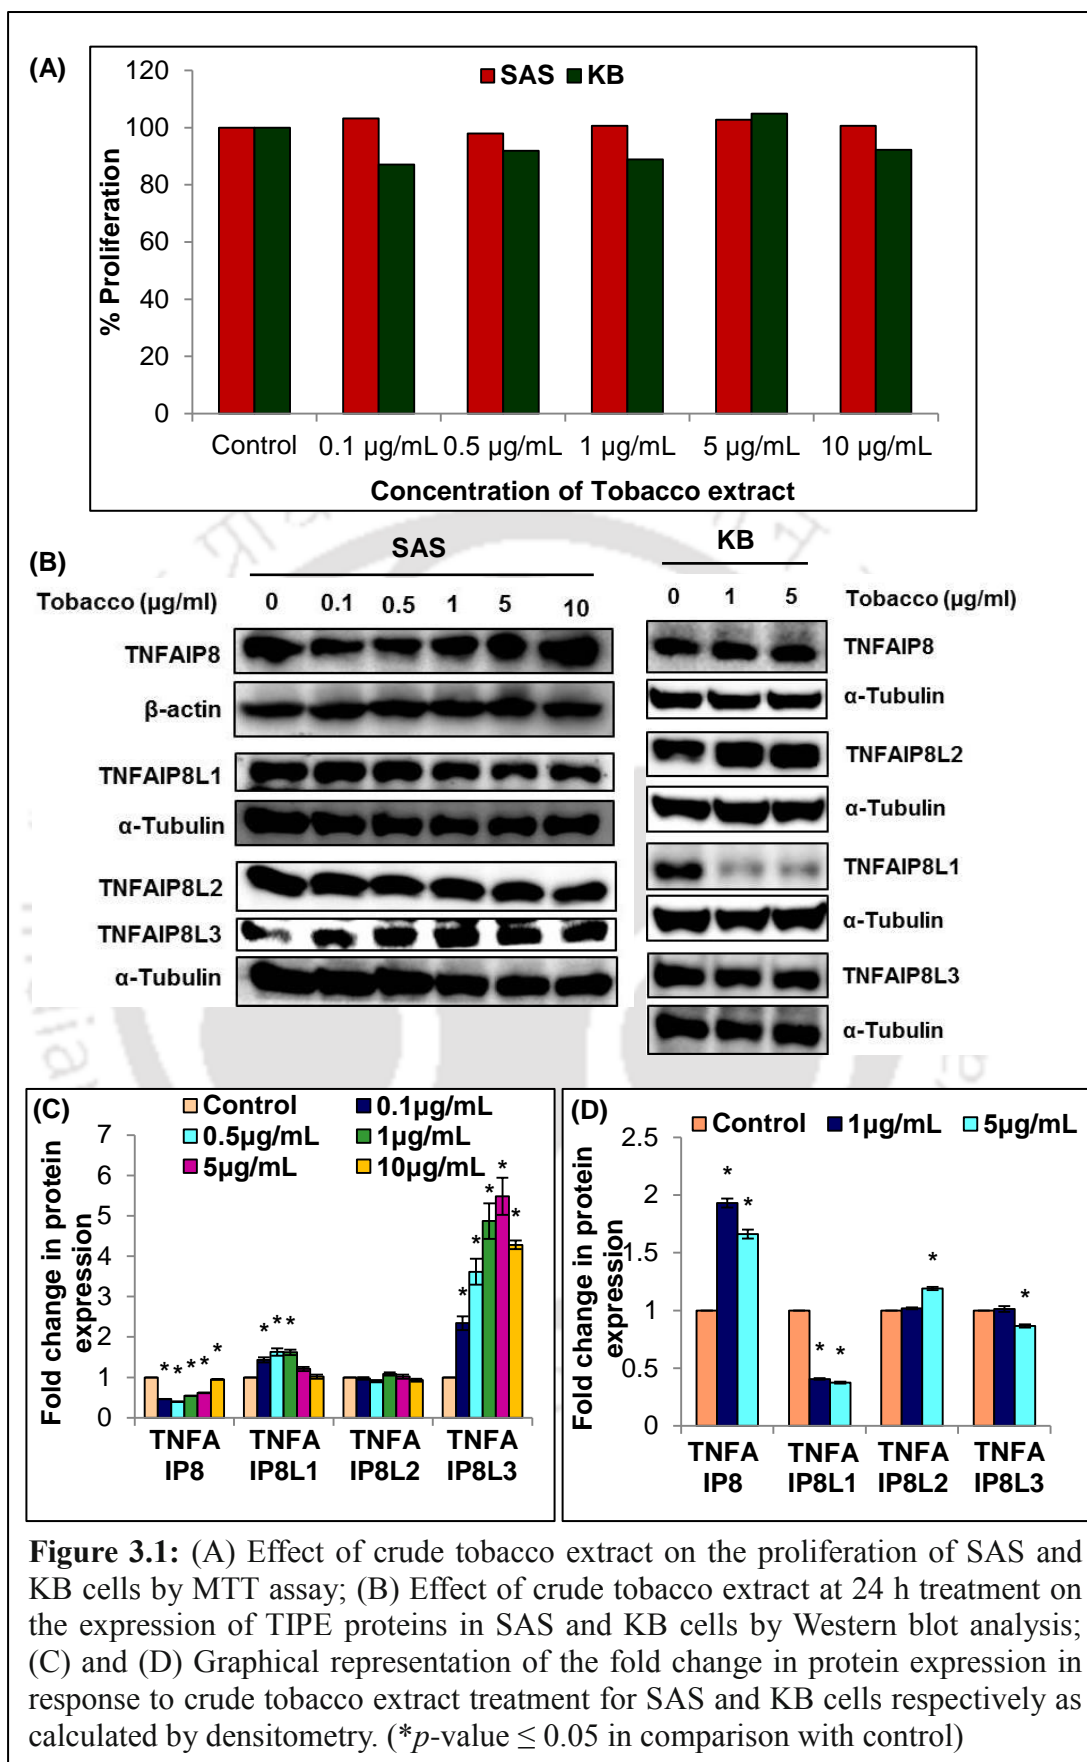 (A)
SAS KB
% Proliferation
120
100
80
60
40
20
0
Control 0.1 µg/mL 0.5 µg/mL 1 µg/mL 5 µg/mL 10 µg/mL
Concentration of Tobacco extract
(B)
SAS
Tobacco (µg/ml) 0 0.1 0.5 1 5 10
TNFAIP8
β-actin
TNFAIP8L1
α-Tubulin
TNFAIP8L2
TNFAIP8L3
α-Tubulin
KB
0 1 5 Tobacco (µg/ml)
TNFAIP8
α-Tubulin
TNFAIP8L2
α-Tubulin
TNFAIP8L1
α-Tubulin
TNFAIP8L3
α-Tubulin
(C)
Control 0.1µg/mL
0.5µg/mL 1µg/mL
5µg/mL 10µg/mL
Fold change in protein
expression
7
6
5
4
3
2
1
0
* * * * *
* * *
* * * * *
TNFA TNFA TNFA TNFA
IP8 IP8L1 IP8L2 IP8L3
(D)
Control 1µg/mL 5µg/mL
Fold change in protein
expression
2.5
2
1.5
1
0.5
0
* *
* *
*
*
TNFA TNFA TNFA TNFA
IP8 IP8L1 IP8L2 IP8L3
Figure 3.1: (A) Effect of crude tobacco extract on the proliferation of SAS and
KB cells by MTT assay; (B) Effect of crude tobacco extract at 24 h treatment on
the expression of TIPE proteins in SAS and KB cells by Western blot analysis;
(C) and (D) Graphical representation of the fold change in protein expression in
response to crude tobacco extract treatment for SAS and KB cells respectively as
calculated by densitometry. (*p-value ≤ 0.05 in comparison with control)